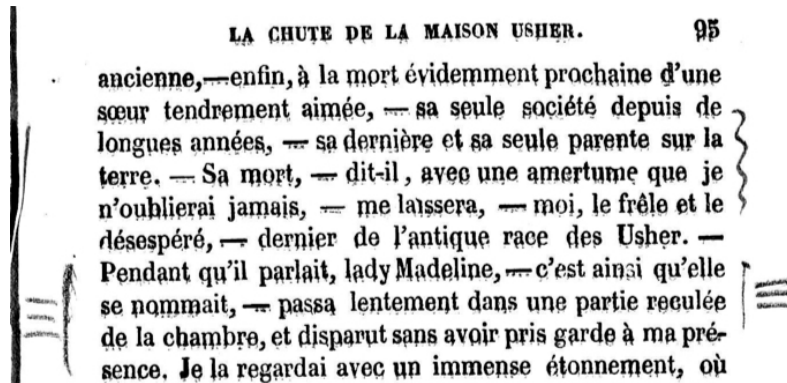 LA CHUTE DE LA MAISON USHER. 95
ancienne,—enfin, à la mort évidemment prochaine d'une
sœur tendrement aimée, — sa seule société depuis de
longues années, — sa dernière et sa seule parente sur la
terre. — Sa mort, — dit-il, avec une amertume que je
n'oublierai jamais, — me laissera, — moi, le frêle et le
désespéré, — dernier de l'antique race des Usher. —
Pendant qu'il parlait, lady Madeline, — c'est ainsi qu'elle
se nommait, — passa lentement dans une partie reculée
de la chambre, et disparut sans avoir pris garde à ma pré-
sence. Je la regardai avec un immense étonnement, où